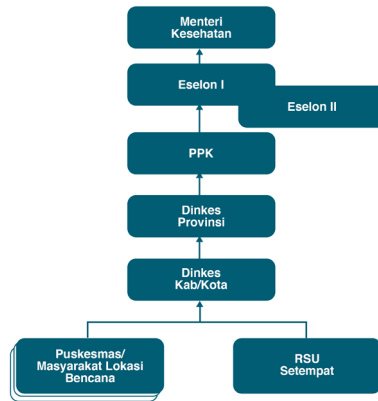 Menteri
Kesehatan
Eselon I
Eselon II
PPK
Dinkes
Provinsi
Dinkes
Kab/Kota
Puskesmas/
Masyarakat Lokasi
Bencana
RSU
Setempat